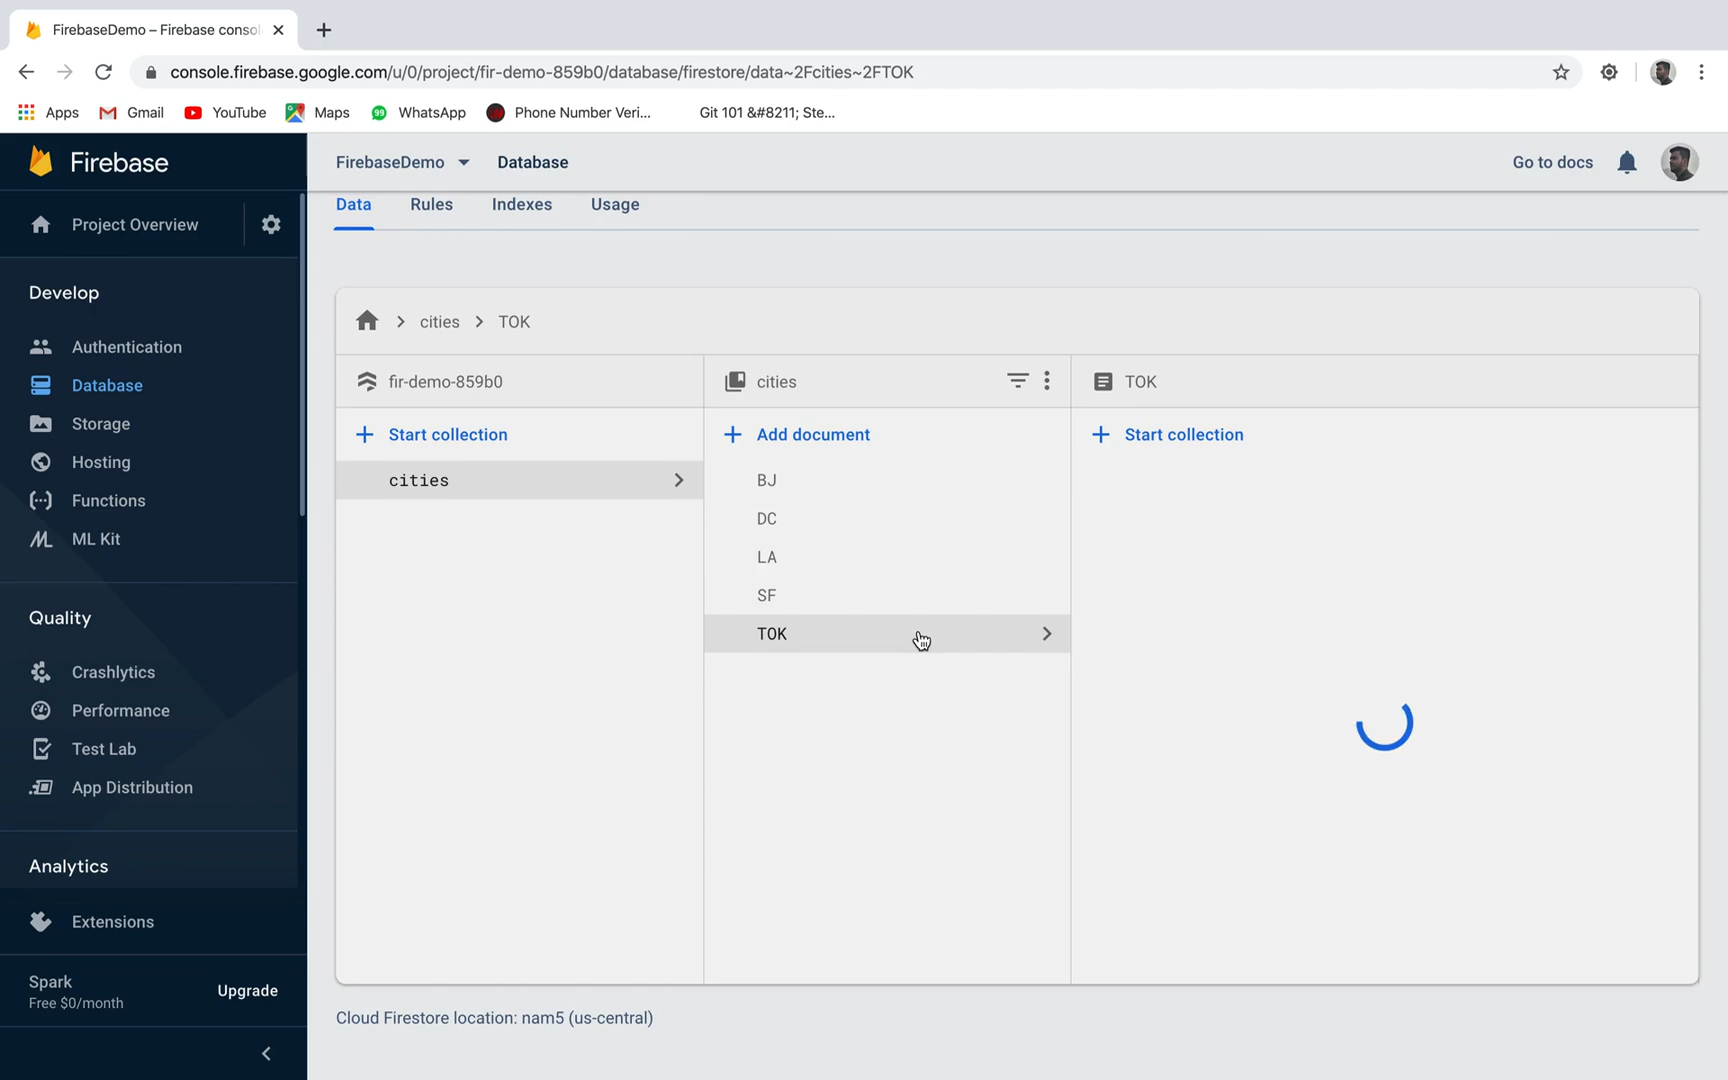 FirebaseDemo – Firebase consol
console.firebase.google.com/u/0/project/fir-demo-859b0/database/firestore/data~2Fcities~2FTOK
Apps
Gmail
YouTube
Maps
99
WhatsApp
Phone Number Veri...
Git 101 &#8211; Ste...
Firebase
FirebaseDemo
Database
Go to docs
Project Overview
Data
Rules
Indexes
Usage
Develop
Authentication
Database
Storage
Hosting
Functions
ML Kit
Quality
Crashlytics
Performance
Test Lab
App Distribution
Analytics
Extensions
Spark
Free $0/month
Upgrade
cities
TOK
fir-demo-859b0
Start collection
cities
cities
Add document
BJ
DC
LA
SF
TOK
TOK
Start collection
Cloud Firestore location: nam5 (us-central)